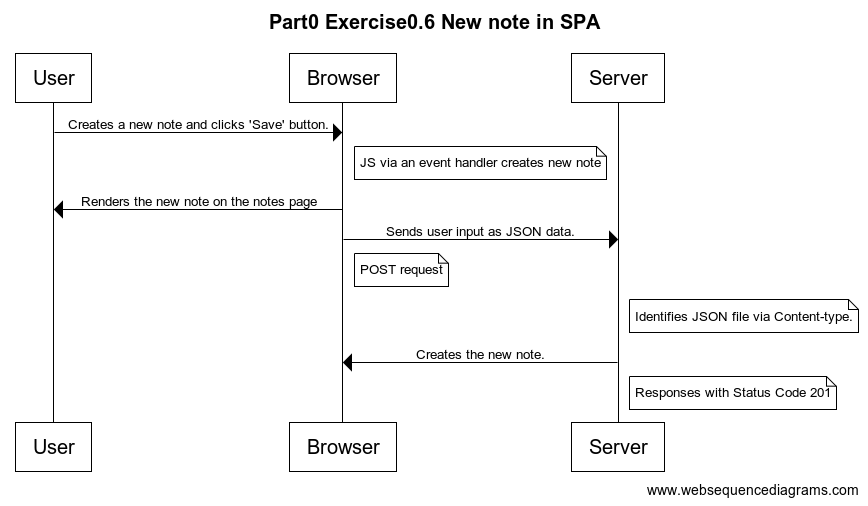 Part0 Exercise0.6 New note in SPA
User
Browser
Server
Creates a new note and clicks 'Save' button.
JS via an event handler creates new note
Renders the new note on the notes page
Sends user input as JSON data.
POST request
Identifies JSON file via Content-type.
Creates the new note.
Responses with Status Code 201
User
Browser
Server
www.websequencediagrams.com